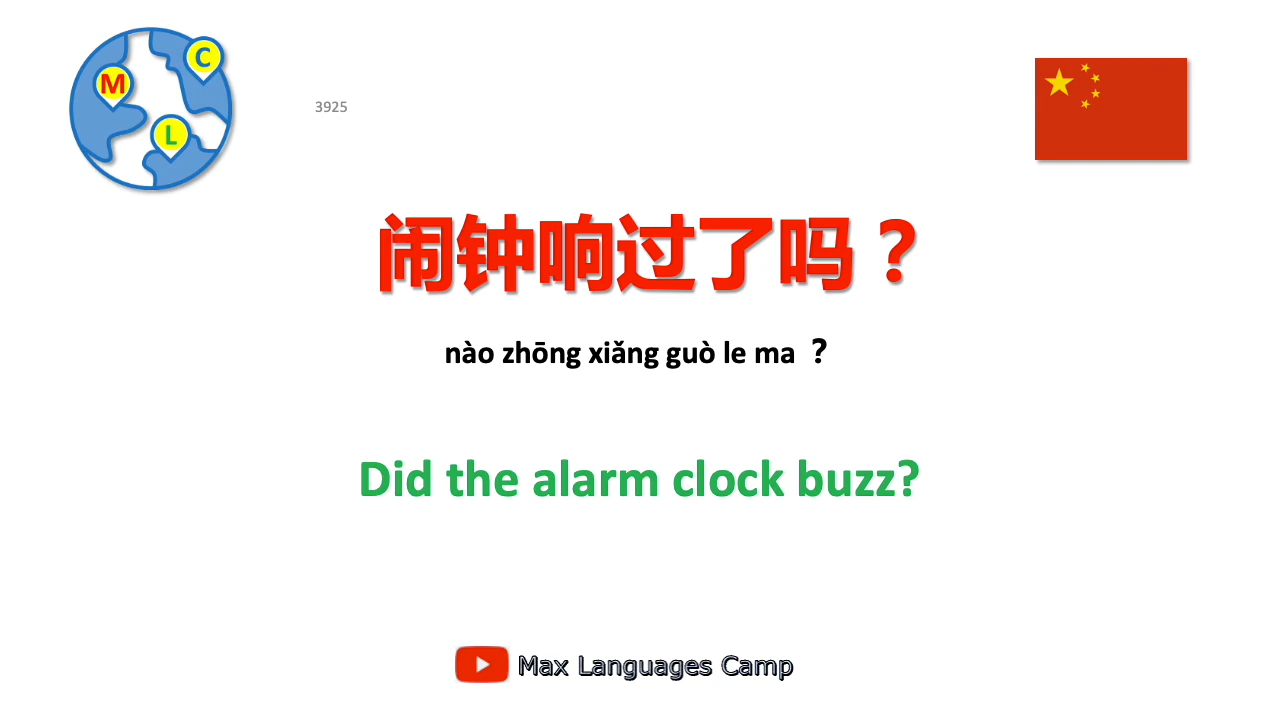 M
C
L
3925
闹钟响过了吗？
nào zhōng xiǎng guò le ma ？
Did the alarm clock buzz?
Max Languages Camp